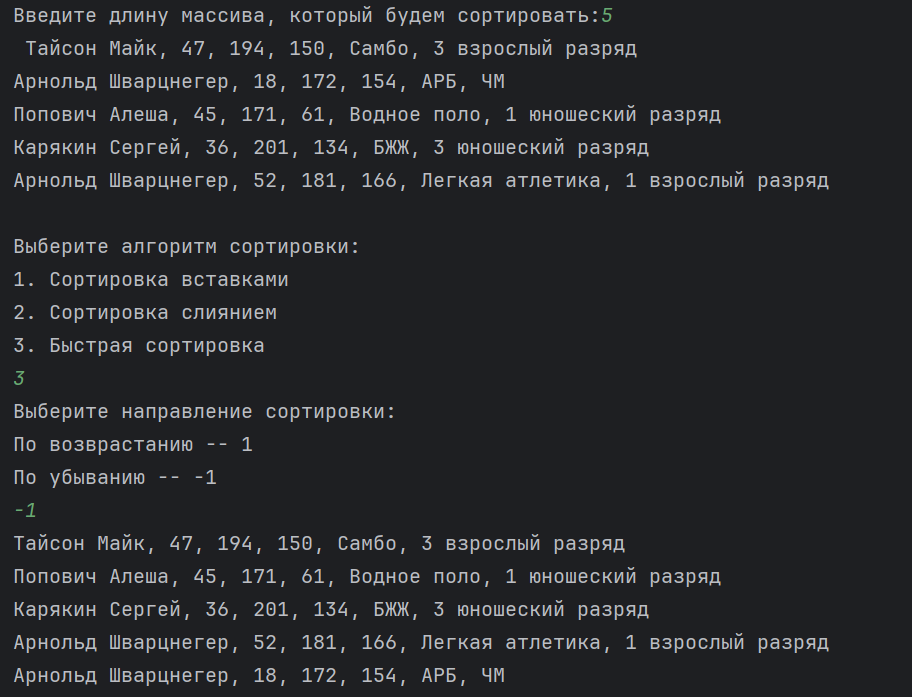 Введите длину массива, который будем сортировать:5
Тайсон Майк, 47, 194, 150, Самбо, 3 взрослый разряд
Арнольд Шварцнегер, 18, 172, 154, АРБ, ЧМ
Попович Алеша, 45, 171, 61, Водное поло, 1 юношеский разряд
Карякин Сергей, 36, 201, 134, БЖЖ, 3 юношеский разряд
Арнольд Шварцнегер, 52, 181, 166, Легкая атлетика, 1 взрослый разряд
Выберите алгоритм сортировки:
1. Сортировка вставками
2. Сортировка слиянием
3. Быстрая сортировка
3
Выберите направление сортировки:
По возврастанию -- 1
По убыванию -- -1
-1
Тайсон Майк, 47, 194, 150, Самбо, 3 взрослый разряд
Попович Алеша, 45, 171, 61, Водное поло, 1 юношеский разряд
Карякин Сергей, 36, 201, 134, БЖЖ, 3 юношеский разряд
Арнольд Шварцнегер, 52, 181, 166, Легкая атлетика, 1 взрослый разряд
Арнольд Шварцнегер, 18, 172, 154, АРБ, ЧМ